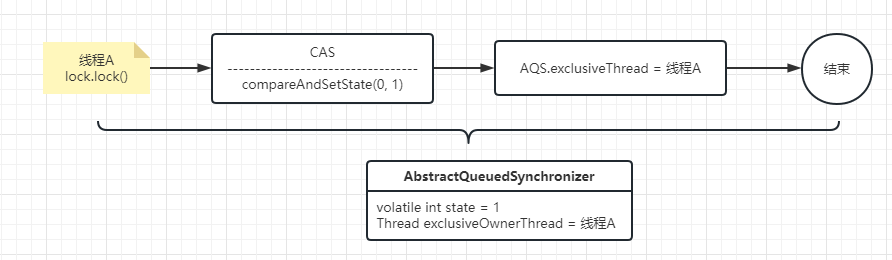 线程A
lock.lock()
CAS
compareAndSetState(0, 1)
AQS.exclusiveThread = 线程A
结束
AbstractQueuedSynchronizer
volatile int state = 1
Thread exclusiveOwnerThread = 线程A